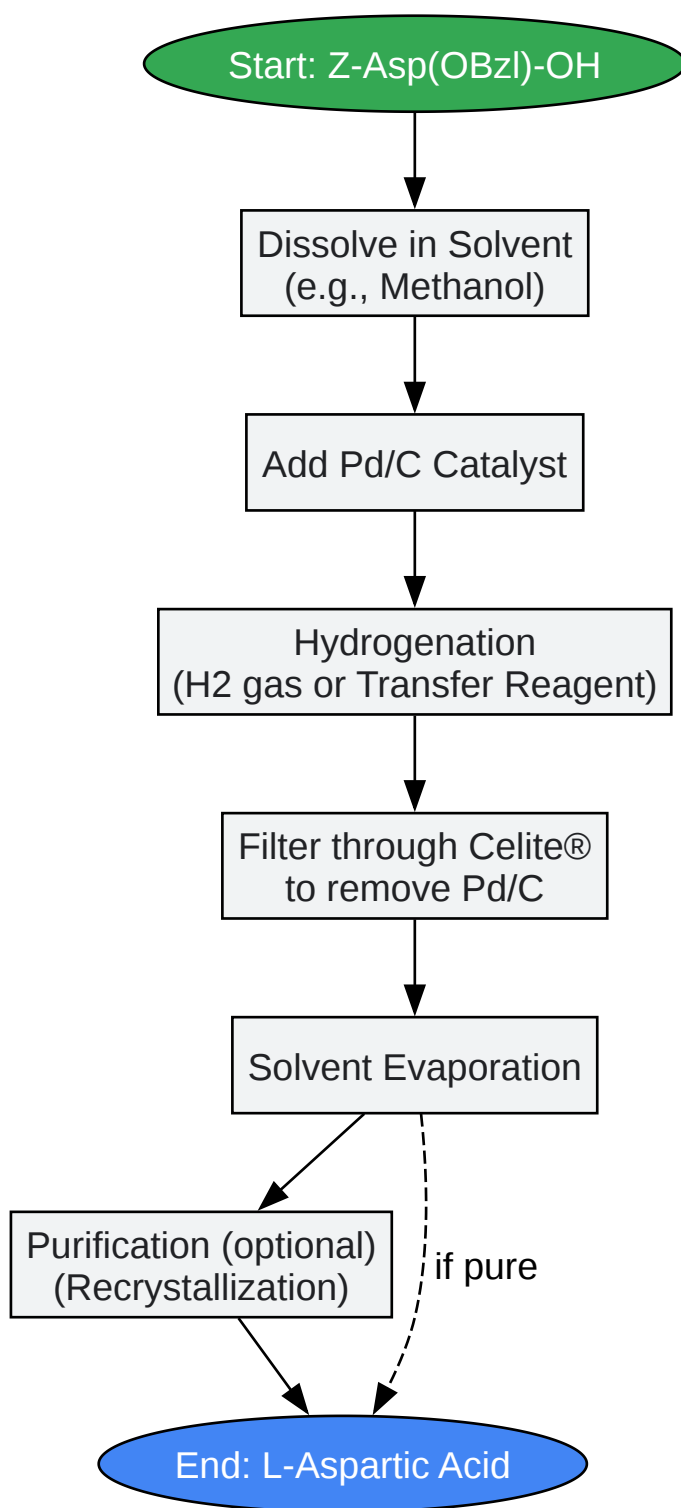 Start: Z-Asp(OBzl)-OH
Dissolve in Solvent
(e.g., Methanol)
Add Pd/C Catalyst
Hydrogenation
(H2 gas or Transfer Reagent)
Filter through Celite®
to remove Pd/C
Solvent Evaporation
Purification (optional)
(Recrystallization)
if pure
End: L-Aspartic Acid